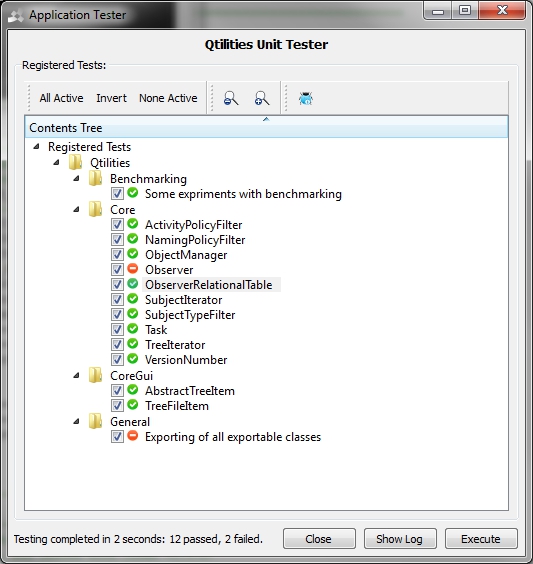 Application Tester
Qtilities Unit Tester
Registered Tests:
All Active Invert None Active
Contents Tree
Registered Tests
Qtilities
Benchmarking
Some expriments with benchmarking
Core
ActivityPolicyFilter
NamingPolicyFilter
ObjectManager
Observer
ObserverRelationalTable
SubjectIterator
SubjectTypeFilter
Task
TreeIterator
VersionNumber
CoreGui
AbstractTreeItem
TreeFileItem
General
Exporting of all exportable classes
Testing completed in 2 seconds: 12 passed, 2 failed. Close Show Log Execute